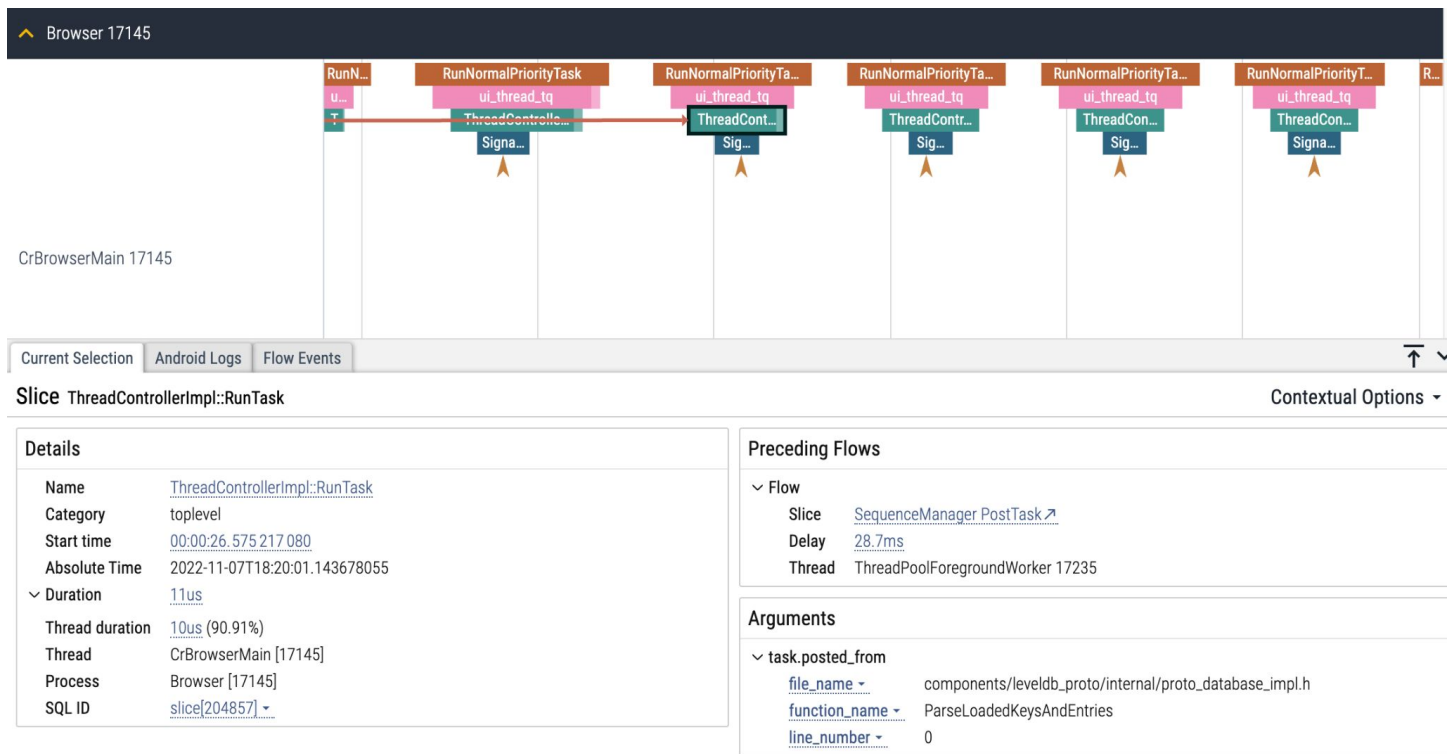 Browser 17145
RunN... RunNormalPriorityTask RunNormalPriorityTa... RunNormalPriorityTa... RunNormalPriorityTa... RunNormalPriorityT... R...
u... ui_thread_tq ui_thread_tq ui_thread_tq ui_thread_tq ui_thread_tq
T ThreadControlle... ThreadCont... ThreadContr... ThreadCon... ThreadCon...
Signa... Sig... Sig... Sig... Signa...
CrBrowserMain 17145
Current Selection Android Logs Flow Events
Slice ThreadControllerImpl::RunTask Contextual Options
Details
Name ThreadControllerImpl::RunTask
Category toplevel
Start time 00:00:26.575 217 080
Absolute Time 2022-11-07T18:20:01.143678055
Duration 11us
Thread duration 10us (90.91%)
Thread CrBrowserMain [17145]
Process Browser [17145]
SQL ID slice[204857]
Preceding Flows
Flow
Slice SequenceManager PostTask
Delay 28.7ms
Thread ThreadPoolForegroundWorker 17235
Arguments
task.posted_from
file_name components/leveldb_proto/internal/proto_database_impl.h
function_name ParseLoadedKeysAndEntries
line_number 0